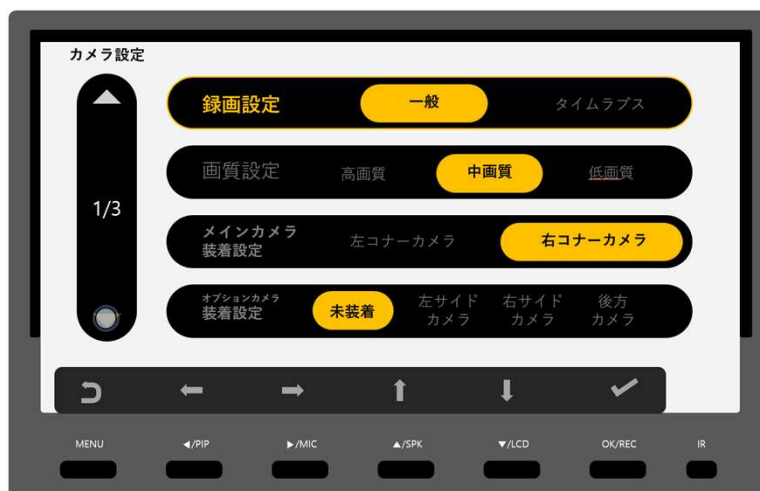 カメラ設定
録画設定 一般 タイムラプス
画質設定 高画質 中画質 低画質
1/3
メインカメラ
装着設定
左コーナーカメラ 右コーナーカメラ
オプションカメラ
装着設定
未装着
左サイド
カメラ
右サイド
カメラ
後方
カメラ
MENU ◀/PIP ▶/MIC ▲/SPK ▼/LCD OK/REC IR